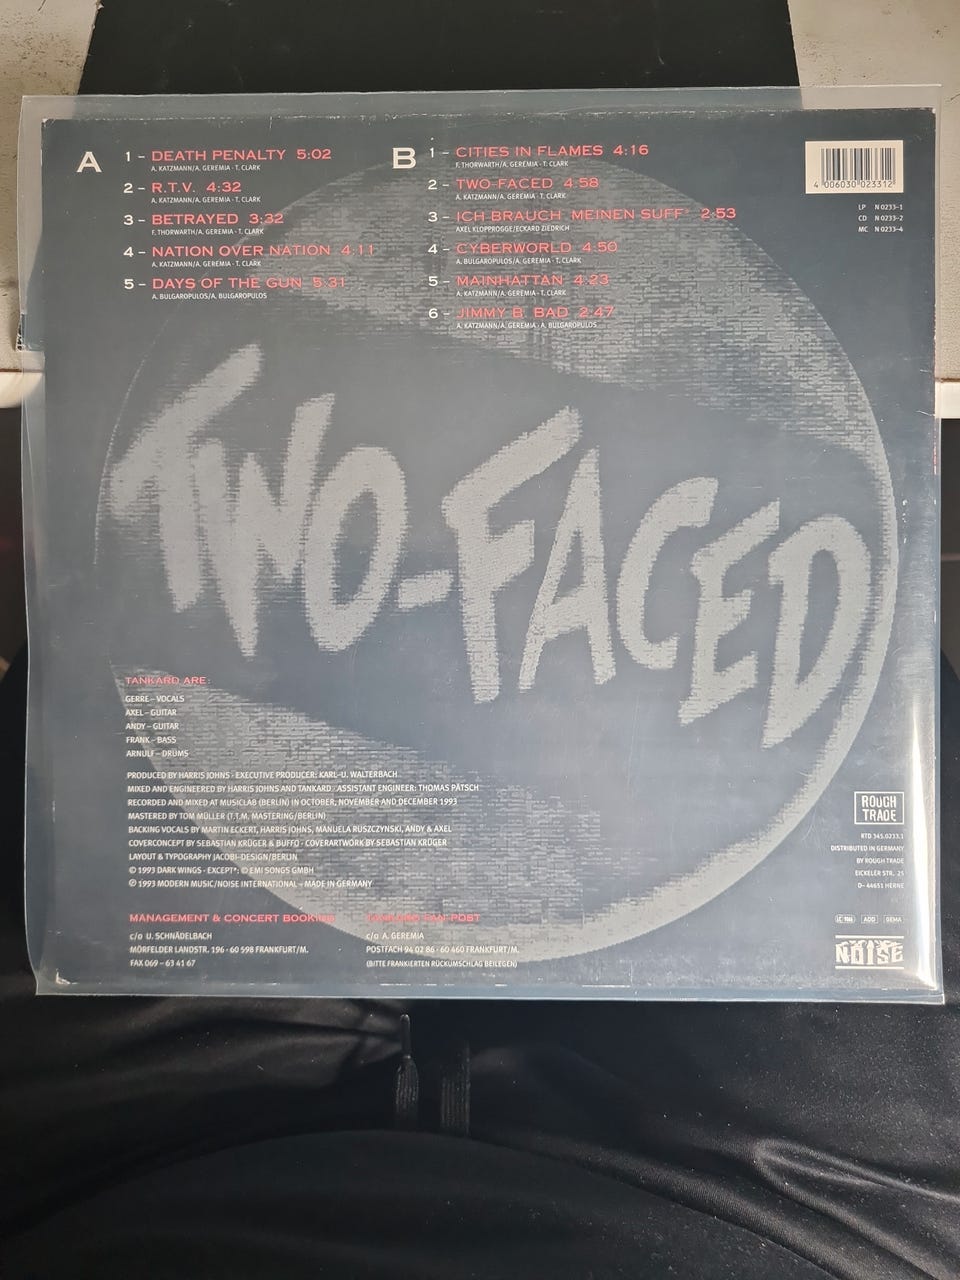 A
1 – DEATH PENALTY 5:02
A. KATZMANN/A. GEREMIA - T. CLARK
2 – R.T.V. 4:32
A. KATZMANN/A. GEREMIA - T. CLARK
3 – BETRAYED 3:32
F. THORWARTH/A. GEREMIA - T. CLARK
4 – NATION OVER NATION 4:11
A. KATZMANN/A. GEREMIA - T. CLARK
5 – DAYS OF THE GUN 5:31
A. BULGAROPULOS/A. BULGAROPULOS
B
1 – CITIES IN FLAMES 4:16
F. THORWARTH/A. GEREMIA - T. CLARK
2 – TWO-FACED 4:58
A. KATZMANN/A. GEREMIA - T. CLARK
3 – ICH BRAUCH' MEINEN SUFF* 2:53
AXEL KLOPPROGGE/ECKARD ZIEDRICH
4 – CYBERWORLD 4:50
A. BULGAROPULOS/A. GEREMIA - T. CLARK
5 – MAINHATTAN 4:23
A. KATZMANN/A. GEREMIA - T. CLARK
6 – JIMMY B. BAD 2:47
A. KATZMANN/A. GEREMIA - A. BULGAROPULOS
4 006030 023312
LP N 0233-1
CD N 0233-2
MC N 0233-4
TWO-FACED
TANKARD ARE:
GERRE – VOCALS
AXEL – GUITAR
ANDY – GUITAR
FRANK – BASS
ARNULF – DRUMS
PRODUCED BY HARRIS JOHNS · EXECUTIVE PRODUCER: KARL-U. WALTERBACH
MIXED AND ENGINEERED BY HARRIS JOHNS AND TANKARD · ASSISTANT ENGINEER: THOMAS PÄTSCH
RECORDED AND MIXED AT MUSICLAB (BERLIN) IN OCTOBER, NOVEMBER AND DECEMBER 1993
MASTERED BY TOM MÜLLER (T.T.M. MASTERING/BERLIN)
BACKING VOCALS BY MARTIN ECKERT, HARRIS JOHNS, MANUELA RUSZCZYNSKI, ANDY & AXEL
COVERCONCEPT BY SEBASTIAN KRÜGER & BUFFO · COVERARTWORK BY SEBASTIAN KRÜGER
LAYOUT & TYPOGRAPHY JACOBI-DESIGN/BERLIN
© 1993 DARK WINGS · EXCEPT*: © EMI SONGS GMBH
℗ 1993 MODERN MUSIC/NOISE INTERNATIONAL – MADE IN GERMANY
MANAGEMENT & CONCERT BOOKING
c/o U. SCHNÄDELBACH
MÖRFELDER LANDSTR. 196 · 60 598 FRANKFURT/M.
FAX 069 – 63 41 67
TANKARD FAN-POST
c/o A. GEREMIA
POSTFACH 94 02 86 · 60 460 FRANKFURT/M.
(BITTE FRANKIERTEN RÜCKUMSCHLAG BEILEGEN)
ROUGH
TRADE
RTD 345.0233.1
DISTRIBUTED IN GERMANY
BY ROUGH TRADE
EICKELER STR. 25
D– 44651 HERNE
ADD GEMA
NOISE